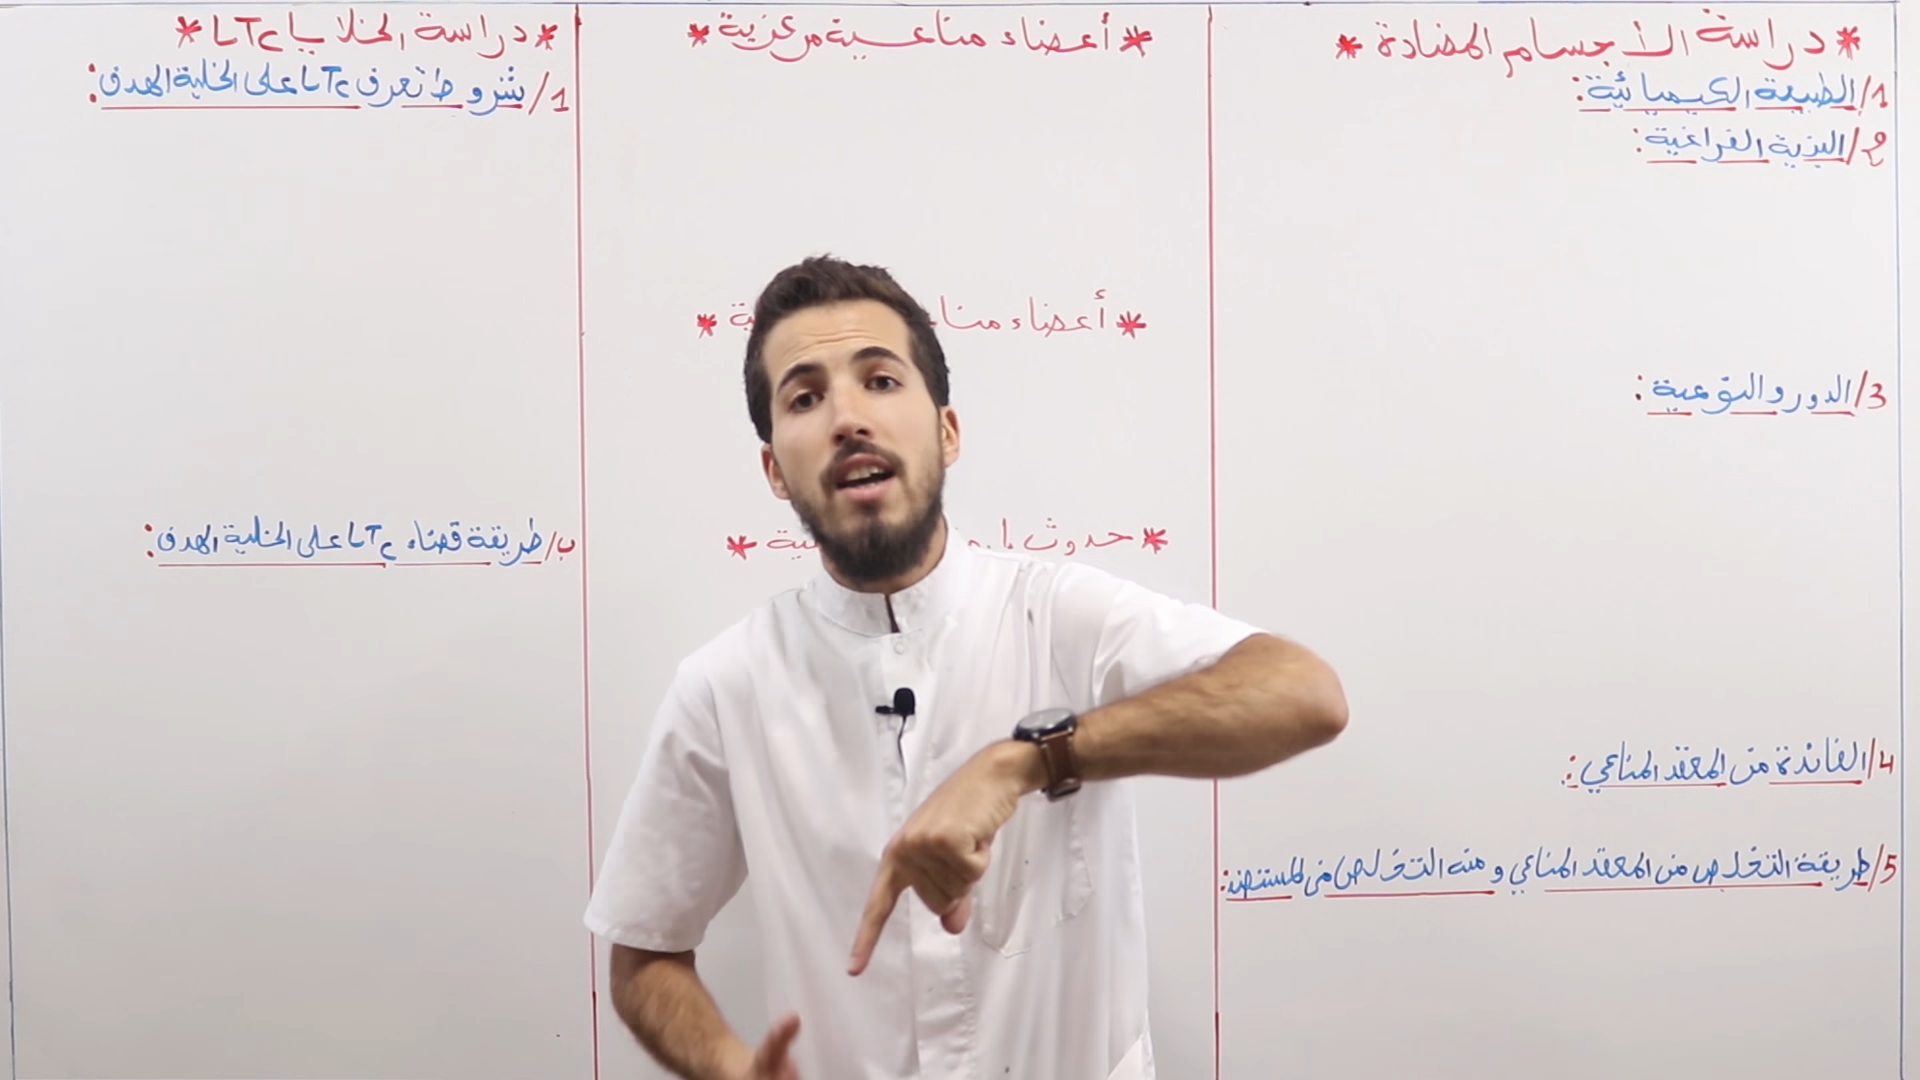 * دراسة الأجسام المضادة *
1/ الطبيعة الكيميائية:
2/ البنية الفراغية:
3/ الدور والنوعية:
4/ الفائدة من المعقد المناعي:
5/ طريقة التخلص من المعقد المناعي ومنه التخلص من المستضد:
* أعضاء مناعية مركزية *
* أعضاء
* حدوث
* دراسة الخلايا LTc *
1/ شروط تعرف LTc على الخلية الهدف:
ب/ طريقة قضاء LTc على الخلية الهدف: